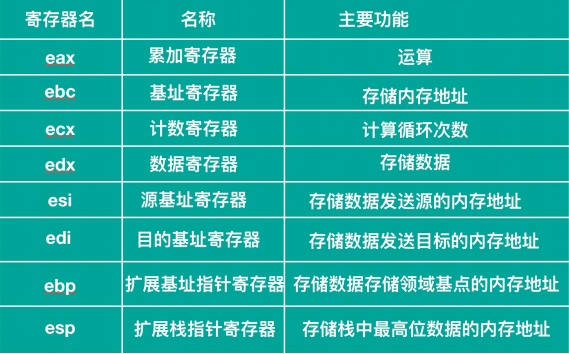 寄存器名 名称 主要功能
eax 累加寄存器 运算
ebc 基址寄存器 存储内存地址
ecx 计数寄存器 计算循环次数
edx 数据寄存器 存储数据
esi 源基址寄存器 存储数据发送源的内存地址
edi 目的基址寄存器 存储数据发送目标的内存地址
ebp 扩展基址指针寄存器 存储数据存储领域基点的内存地址
esp 扩展栈指针寄存器 存储栈中最高位数据的内存地址